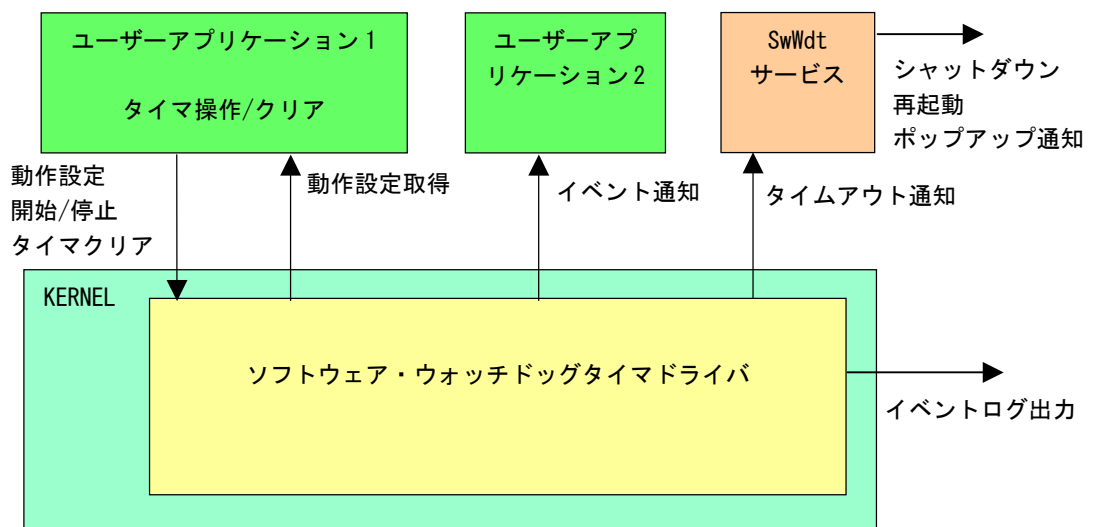 ユーザーアプリケーション1
タイマ操作/クリア
ユーザーアプ
リケーション2
SwWdt
サービス
シャットダウン
再起動
ポップアップ通知
動作設定
開始/停止
タイマクリア
動作設定取得
イベント通知
タイムアウト通知
KERNEL
ソフトウェア・ウォッチドッグタイマドライバ
イベントログ出力